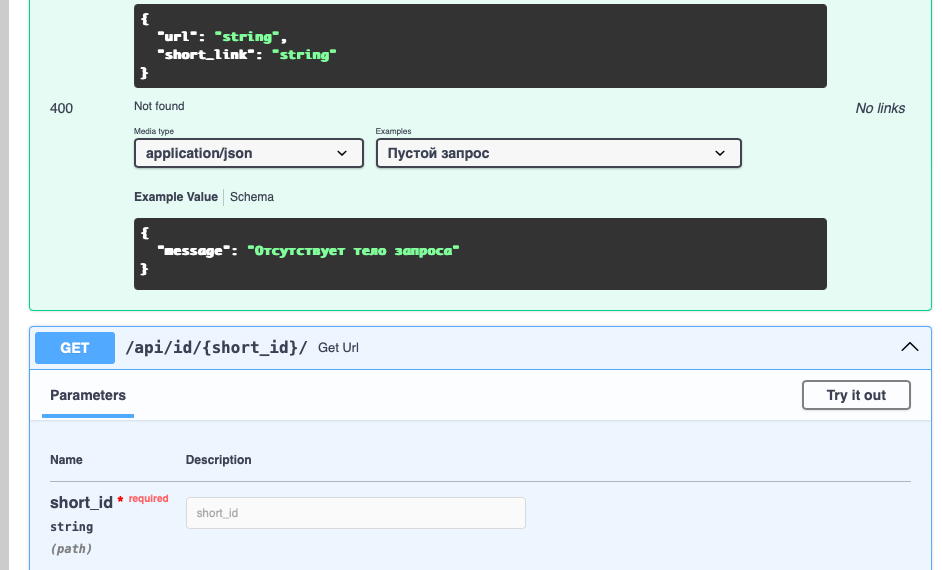 {
"url": "string",
"short_link": "string"
}
400
Not found
No links
Media type
Examples
application/json
Пустой запрос
Example Value
Schema
{
"message": "Отсутствует тело запроса"
}
GET /api/id/{short_id}/ Get Url
Parameters
Try it out
Name
Description
short_id * required
short_id
string
(path)